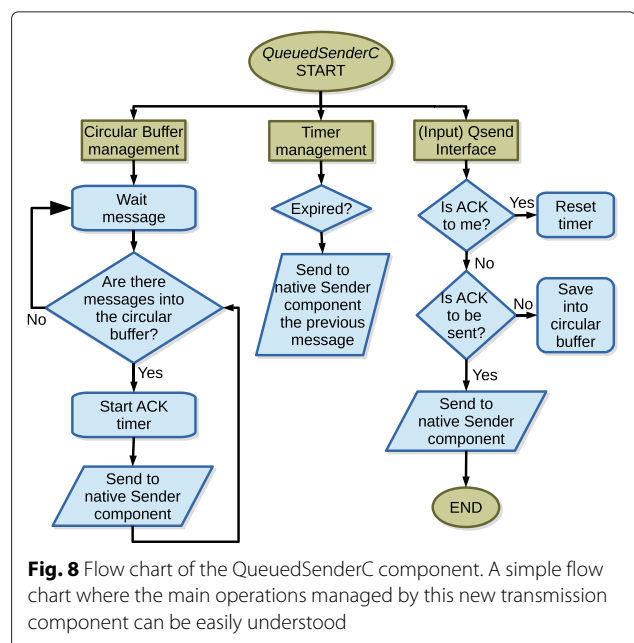 QueuedSenderC
START
Circular Buffer
management
Timer
management
(Input) Qsend
Interface
Wait
message
Are there
messages into
the circular
buffer?
No
Yes
Start ACK
timer
Send to
native Sender
component
Expired?
Send to
native Sender
component
the previous
message
Is ACK
to me?
Yes
Reset
timer
No
Is ACK
to be
sent?
No
Save
into
circular
buffer
Yes
Send to
native Sender
component
END
Fig. 8 Flow chart of the QueuedSenderC component. A simple flow
chart where the main operations managed by this new transmission
component can be easily understood